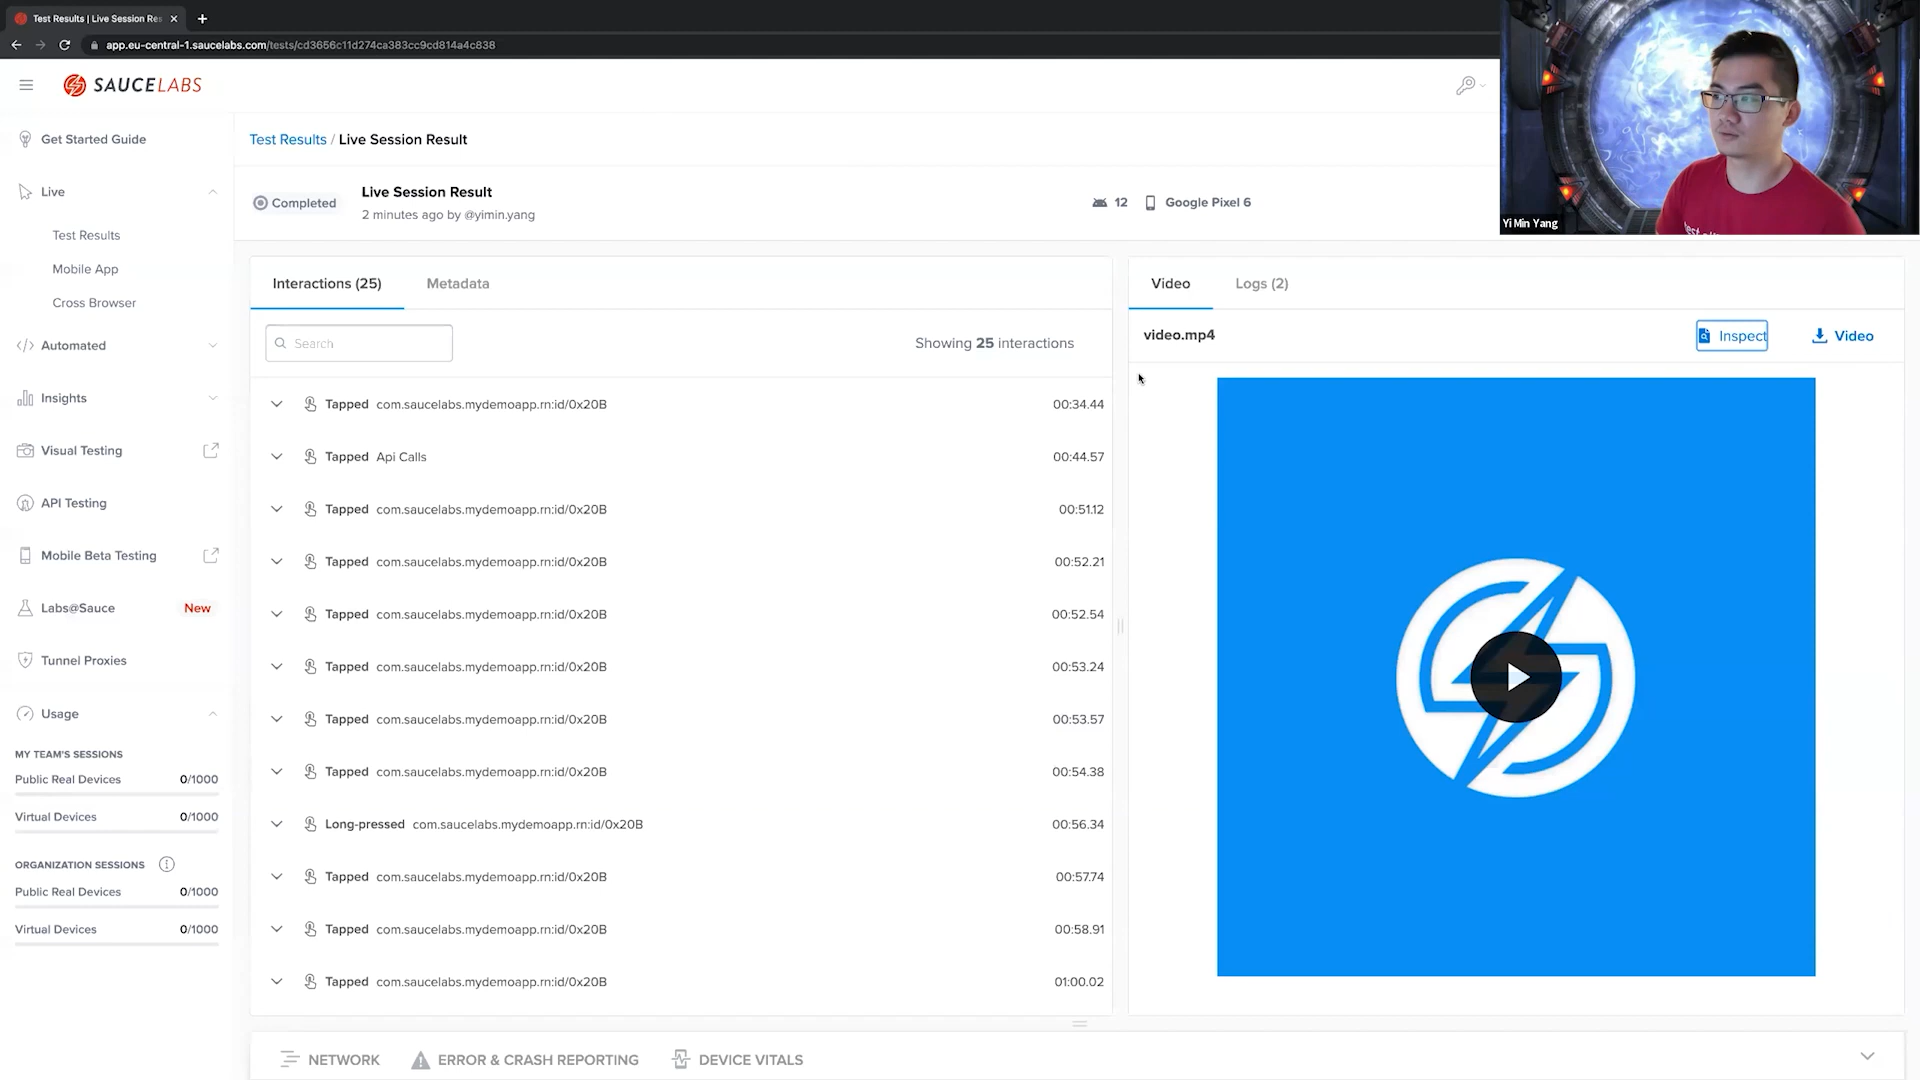 Test Results | Live Session Res
app.eu-central-1.saucelabs.com/tests/cd3656c11d274ca383cc9cd814a4c838
SAUCELABS
Yi Min Yang
Get Started Guide
Live
Test Results
Mobile App
Cross Browser
Automated
Insights
Visual Testing
API Testing
Mobile Beta Testing
Labs@Sauce New
Tunnel Proxies
Usage
MY TEAM'S SESSIONS
Public Real Devices 0/1000
Virtual Devices 0/1000
ORGANIZATION SESSIONS
Public Real Devices 0/1000
Virtual Devices 0/1000
Test Results / Live Session Result
Completed
Live Session Result
2 minutes ago by @yimin.yang
12 Google Pixel 6
Interactions (25) Metadata
Search
Showing 25 interactions
Tapped com.saucelabs.mydemoapp.rn:id/0x20B 00:34.44
Tapped Api Calls 00:44.57
Tapped com.saucelabs.mydemoapp.rn:id/0x20B 00:51.12
Tapped com.saucelabs.mydemoapp.rn:id/0x20B 00:52.21
Tapped com.saucelabs.mydemoapp.rn:id/0x20B 00:52.54
Tapped com.saucelabs.mydemoapp.rn:id/0x20B 00:53.24
Tapped com.saucelabs.mydemoapp.rn:id/0x20B 00:53.57
Tapped com.saucelabs.mydemoapp.rn:id/0x20B 00:54.38
Long-pressed com.saucelabs.mydemoapp.rn:id/0x20B 00:56.34
Tapped com.saucelabs.mydemoapp.rn:id/0x20B 00:57.74
Tapped com.saucelabs.mydemoapp.rn:id/0x20B 00:58.91
Tapped com.saucelabs.mydemoapp.rn:id/0x20B 01:00.02
Video Logs (2)
video.mp4
Inspect
Video
NETWORK
ERROR & CRASH REPORTING
DEVICE VITALS